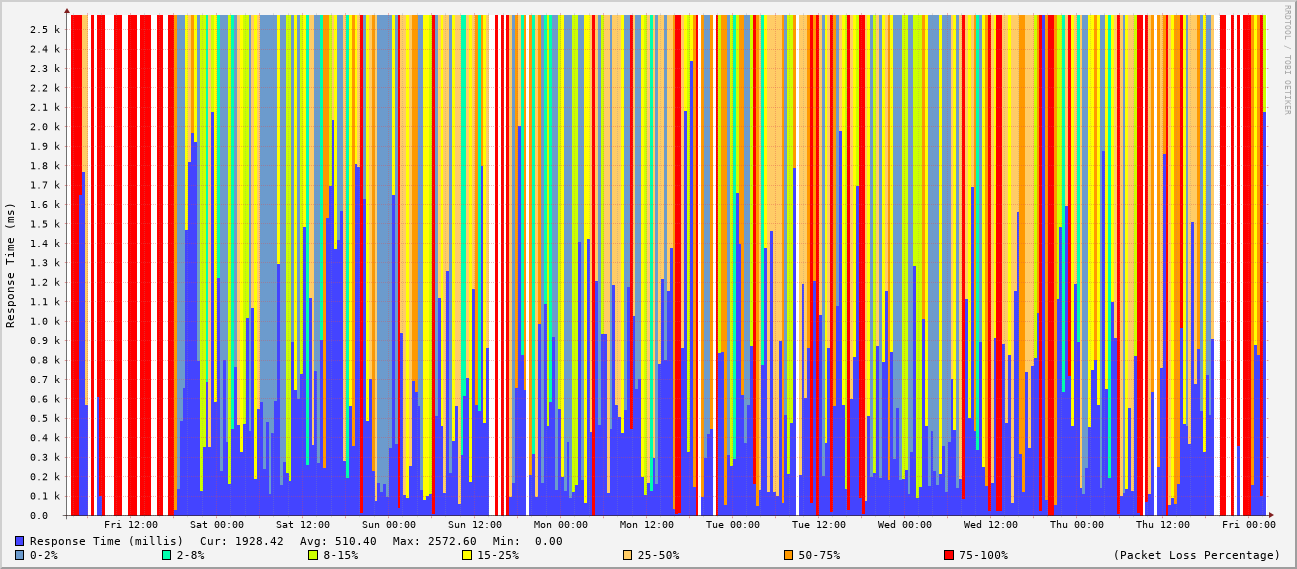 RRDTOOL / TOBI OETIKER
Response Time (ms)
2.5 k
2.4 k
2.3 k
2.2 k
2.1 k
2.0 k
1.9 k
1.8 k
1.7 k
1.6 k
1.5 k
1.4 k
1.3 k
1.2 k
1.1 k
1.0 k
0.9 k
0.8 k
0.7 k
0.6 k
0.5 k
0.4 k
0.3 k
0.2 k
0.1 k
0.0
Fri 12:00 Sat 00:00 Sat 12:00 Sun 00:00 Sun 12:00 Mon 00:00 Mon 12:00 Tue 00:00 Tue 12:00 Wed 00:00 Wed 12:00 Thu 00:00 Thu 12:00 Fri 00:00
Response Time (millis) Cur: 1928.42 Avg: 510.40 Max: 2572.60 Min: 0.00
0-2% 2-8% 8-15% 15-25% 25-50% 50-75% 75-100% (Packet Loss Percentage)